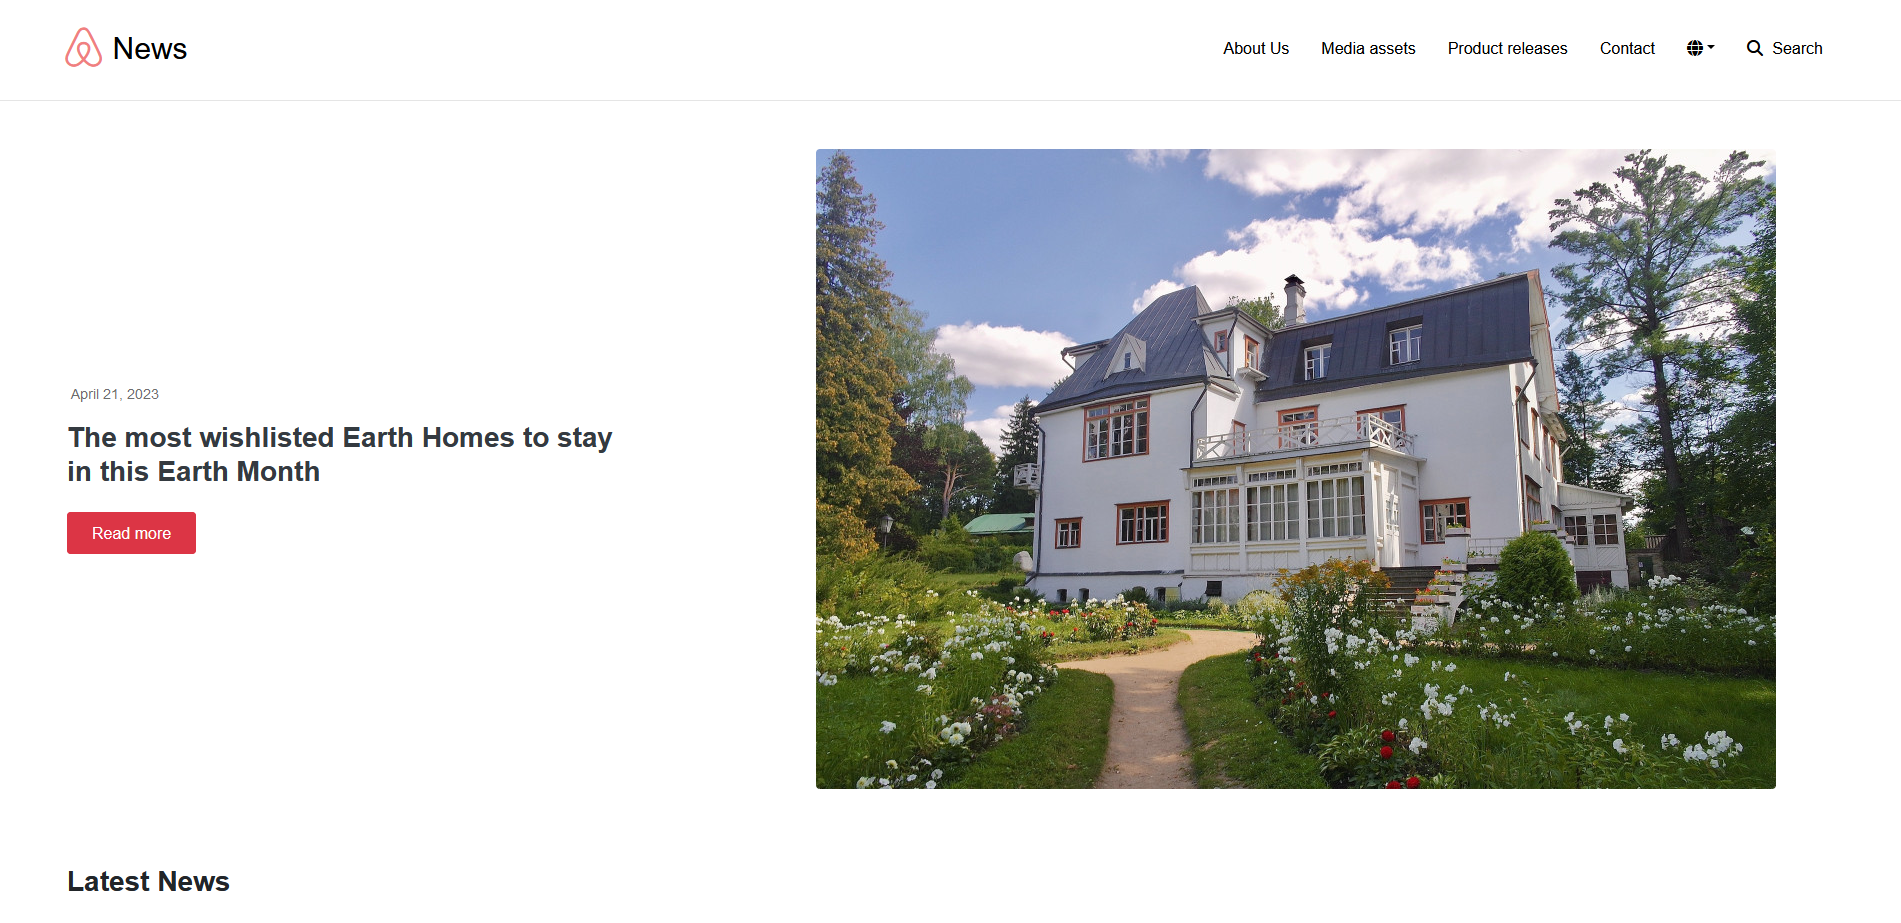 News
About Us
Media assets
Product releases
Contact
Search
April 21, 2023
The most wishlisted Earth Homes to stay
in this Earth Month
Read more
Latest News